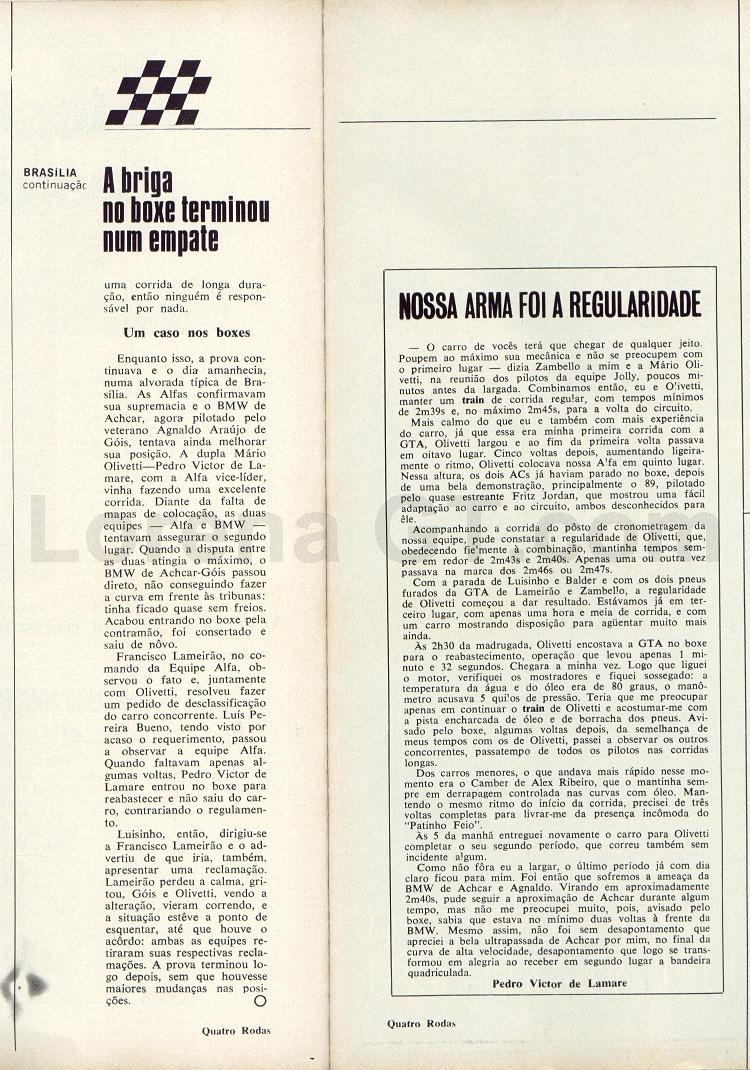 BRASÍLIA
continuação
A briga
no boxe terminou
num empate
uma corrida de longa dura-
ção, então ninguém é respon-
sável por nada.
Um caso nos boxes
Enquanto isso, a prova con-
tinuava e o dia amanhecia,
numa alvorada típica de Bra-
sília. As Alfas confirmavam
sua supremacia e o BMW de
Achcar, agora pilotado pelo
veterano Agnaldo Araújo de
Góis, tentava ainda melhorar
sua posição. A dupla Mário
Olivetti—Pedro Victor de La-
mare, com a Alfa vice-líder,
vinha fazendo uma excelente
corrida. Diante da falta de
mapas de colocação, as duas
equipes — Alfa e BMW —
tentavam assegurar o segundo
lugar. Quando a disputa entre
as duas atingia o máximo, o
BMW de Achcar-Góis passou
direto, não conseguindo fazer
a curva em frente às tribunas:
tinha ficado quase sem freios.
Acabou entrando no boxe pela
contramão, foi consertado e
saiu de nôvo.
Francisco Lameirão, no co-
mando da Equipe Alfa, ob-
servou o fato e, juntamente
com Olivetti, resolveu fazer
um pedido de desclassificação
do carro concorrente. Luís Pe-
reira Bueno, tendo visto por
acaso o requerimento, passou
a observar a equipe Alfa.
Quando faltavam apenas al-
gumas voltas, Pedro Victor de
Lamare entrou no boxe para
reabastecer e não saiu do car-
ro, contrariando o regulamen-
to.
Luisinho, então, dirigiu-se
a Francisco Lameirão e o ad-
vertiu de que iria, também,
apresentar uma reclamação.
Lameirão perdeu a calma, gri-
tou, Góis e Olivetti, vendo a
alteração, vieram correndo, e
a situação estêve a ponto de
esquentar, até que houve o
acôrdo: ambas as equipes re-
tiraram suas respectivas recla-
mações. A prova terminou lo-
go depois, sem que houvesse
maiores mudanças nas posi-
ções.
Quatro Rodas
NOSSA ARMA FOI A REGULARIDADE
— O carro de vocês terá que chegar de qualquer jeito.
Poupem ao máximo sua mecânica e não se preocupem com
o primeiro lugar — dizia Zambello a mim e a Mário Oli-
vetti, na reunião dos pilotos da equipe Jolly, poucos mi-
nutos antes da largada. Combinamos então, eu e O'ivetti,
manter um train de corrida regular, com tempos mínimos
de 2m39s e, no máximo 2m45s, para a volta do circuito.
Mais calmo do que eu e também com mais experiência
do carro, já que essa era minha primeira corrida com a
GTA, Olivetti largou e ao fim da primeira volta passava
em oitavo lugar. Cinco voltas depois, aumentando ligeira-
mente o ritmo, Olivetti colocava nossa A'fa em quinto lugar.
Nessa altura, os dois ACs já haviam parado no boxe, depois
de uma bela demonstração, principalmente o 89, pilotado
pelo quase estreante Fritz Jordan, que mostrou uma fácil
adaptação ao carro e ao circuito, ambos desconhecidos para
êle.
Acompanhando a corrida do pôsto de cronometragem da
nossa equipe, pude constatar a regularidade de Olivetti, que,
obedecendo fie'mente à combinação, mantinha tempos sem-
pre em redor de 2m43s e 2m40s. Apenas uma ou outra vez
passava na marca dos 2m46s ou 2m47s.
Com a parada de Luisinho e Balder e com os dois pneus
furados da GTA de Lameirão e Zambello, a regularidade
de Olivetti começou a dar resultado. Estávamos já em ter-
ceiro lugar, com apenas uma hora e meia de corrida, e com
um carro mostrando disposição para agüentar muito mais
ainda.
Às 2h30 da madrugada, Olivetti encostava a GTA no boxe
para o reabastecimento, operação que levou apenas 1 mi-
nuto e 32 segundos. Chegara a minha vez. Logo que liguei
o motor, verifiquei os mostradores e fiquei sossegado: a
temperatura da água e do óleo era de 80 graus, o manô-
metro acusava 5 qui'os de pressão. Teria que me preocupar
apenas em continuar o train de Olivetti e acostumar-me com
a pista encharcada de óleo e de borracha dos pneus. Avi-
sado pelo boxe, algumas voltas depois, da semelhança de
meus tempos com os de Olivetti, passei a observar os outros
concorrentes, passatempo de todos os pilotos nas corridas
longas.
Dos carros menores, o que andava mais rápido nesse mo-
mento era o Camber de Alex Ribeiro, que o mantinha sem-
pre em derrapagem controlada nas curvas com óleo. Man-
tendo o mesmo ritmo do início da corrida, precisei de três
voltas completas para livrar-me da presença incômoda do
"Patinho Feio".
Às 5 da manhã entreguei novamente o carro para Olivetti
completar o seu segundo período, que correu também sem
incidente algum.
Como não fôra eu a largar, o último período já com dia
claro ficou para mim. Foi então que sofremos a ameaça da
BMW de Achcar e Agnaldo. Virando em aproximadamente
2m40s, pude seguir a aproximação de Achcar durante algum
tempo, mas não me preocupei muito, pois, avisado pelo
boxe, sabia que estava no mínimo duas voltas à frente da
BMW. Mesmo assim, não foi sem desapontamento que
apreciei a bela ultrapassada de Achcar por mim, no final da
curva de alta velocidade, desapontamento que logo se trans-
formou em alegria ao receber em segundo lugar a bandeira
quadriculada.
Pedro Victor de Lamare
Quatro Rodas